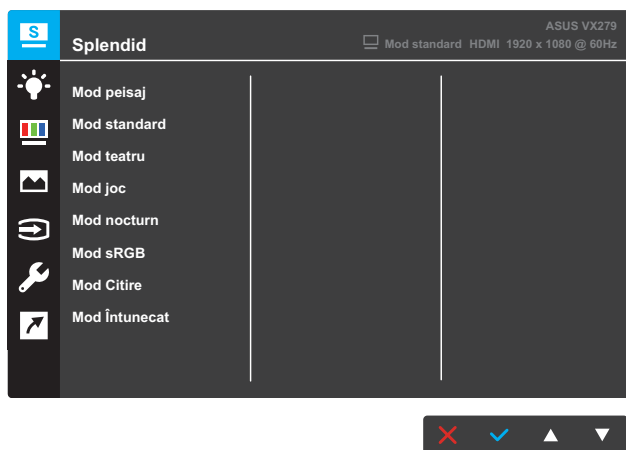 S
Splendid
ASUS VX279
Mod standard HDMI 1920 x 1080 @ 60Hz
Mod peisaj
Mod standard
Mod teatru
Mod joc
Mod nocturn
Mod sRGB
Mod Citire
Mod Întunecat